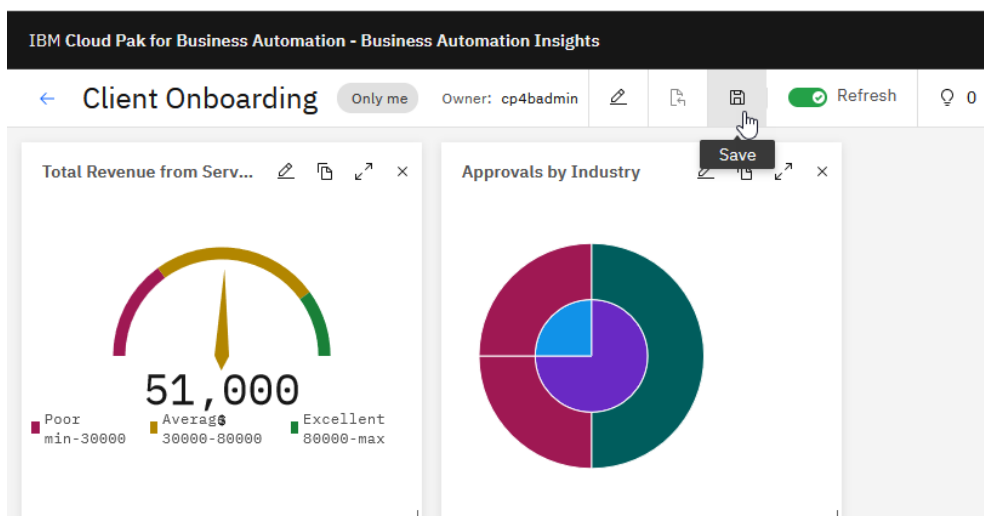 IBM Cloud Pak for Business Automation - Business Automation Insights
Client Onboarding Only me Owner: cp4badmin Refresh 0
Save
Total Revenue from Serv...
Approvals by Industry
51,000
Poor Average Excellent
min-30000 30000-80000 80000-max